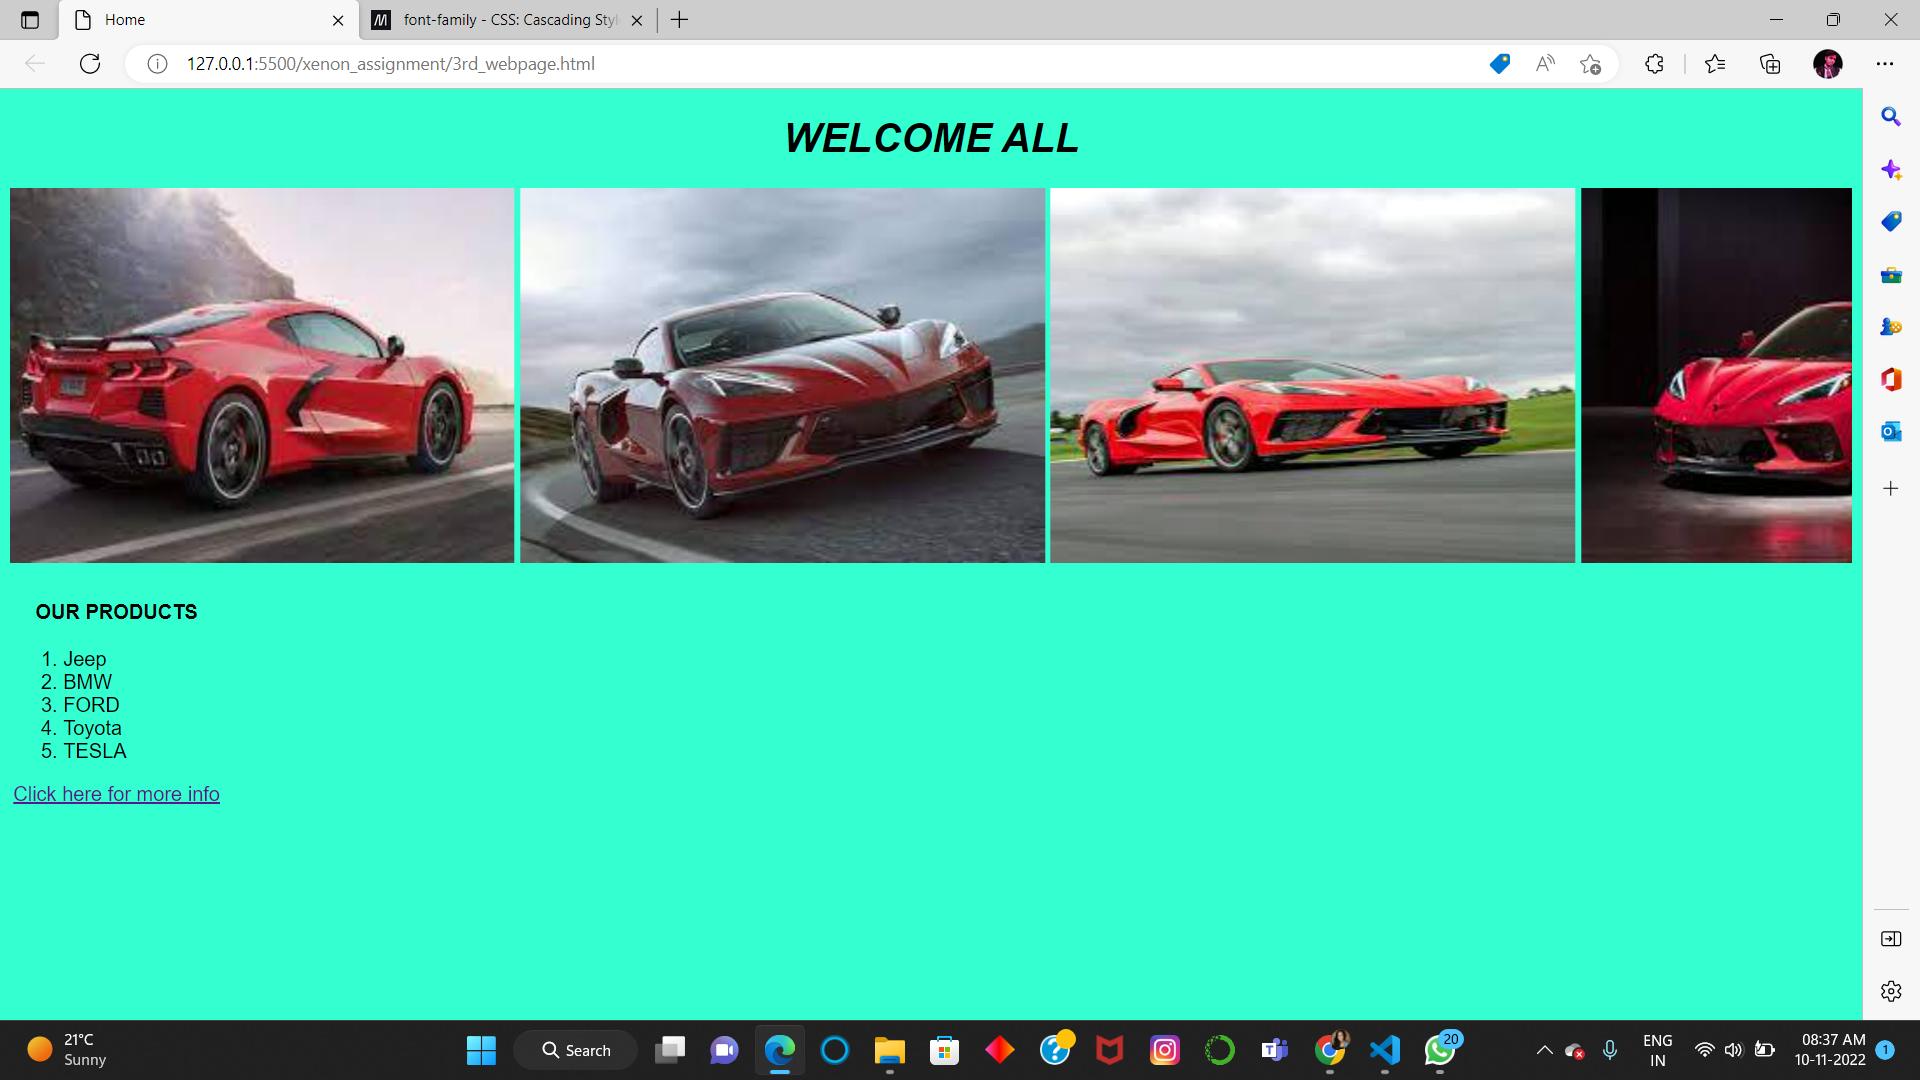 Home
font-family - CSS: Cascading Styl
127.0.0.1:5500/xenon_assignment/3rd_webpage.html
WELCOME ALL
OUR PRODUCTS
1. Jeep
2. BMW
3. FORD
4. Toyota
5. TESLA
Click here for more info
21°C
Sunny
Search
20
ENG
IN
08:37 AM
10-11-2022
1